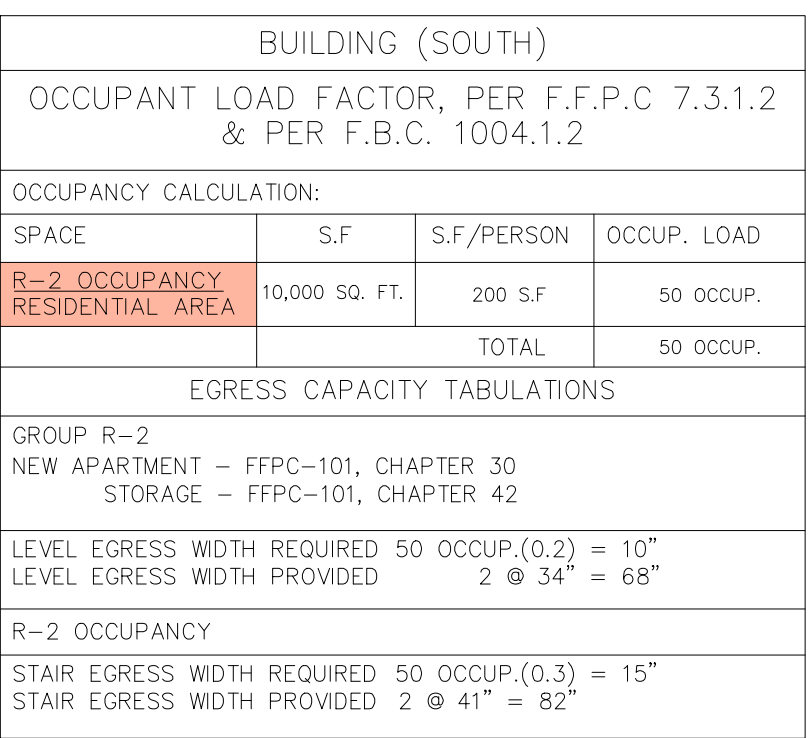 BUILDING (SOUTH)
OCCUPANT LOAD FACTOR, PER F.F.P.C 7.3.1.2
& PER F.B.C. 1004.1.2
OCCUPANCY CALCULATION:
SPACE S.F S.F/PERSON OCCUP. LOAD
R-2 OCCUPANCY
RESIDENTIAL AREA 10,000 SQ. FT. 200 S.F 50 OCCUP.
TOTAL 50 OCCUP.
EGRESS CAPACITY TABULATIONS
GROUP R-2
NEW APARTMENT - FFPC-101, CHAPTER 30
STORAGE - FFPC-101, CHAPTER 42
LEVEL EGRESS WIDTH REQUIRED 50 OCCUP.(0.2) = 10"
LEVEL EGRESS WIDTH PROVIDED 2 @ 34" = 68"
R-2 OCCUPANCY
STAIR EGRESS WIDTH REQUIRED 50 OCCUP.(0.3) = 15"
STAIR EGRESS WIDTH PROVIDED 2 @ 41" = 82"